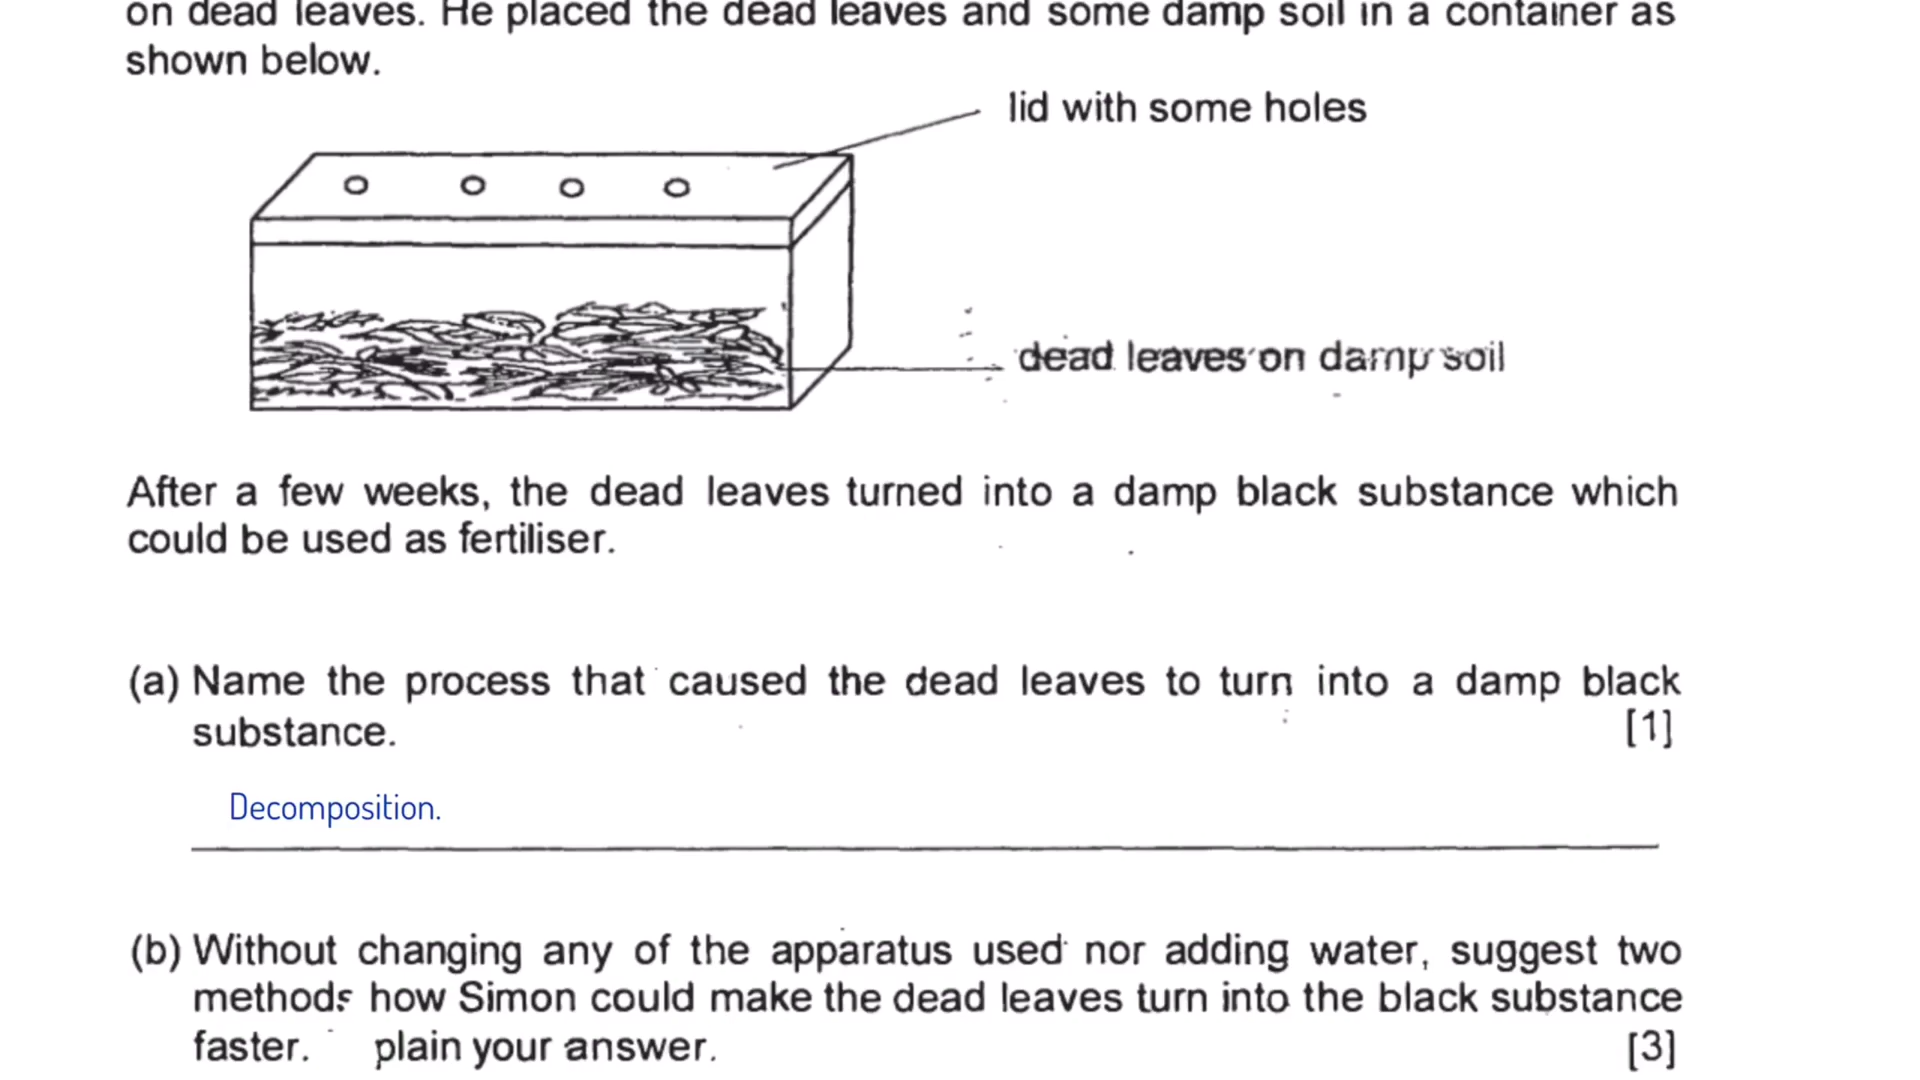 on dead leaves. He placed the dead leaves and some damp soil in a container as
shown below.
lid with some holes
dead leaves on damp soil
After a few weeks, the dead leaves turned into a damp black substance which
could be used as fertiliser.
(a) Name the process that caused the dead leaves to turn into a damp black
substance. [1]
Decomposition.
(b) Without changing any of the apparatus used nor adding water, suggest two
methods how Simon could make the dead leaves turn into the black substance
faster. plain your answer. [3]